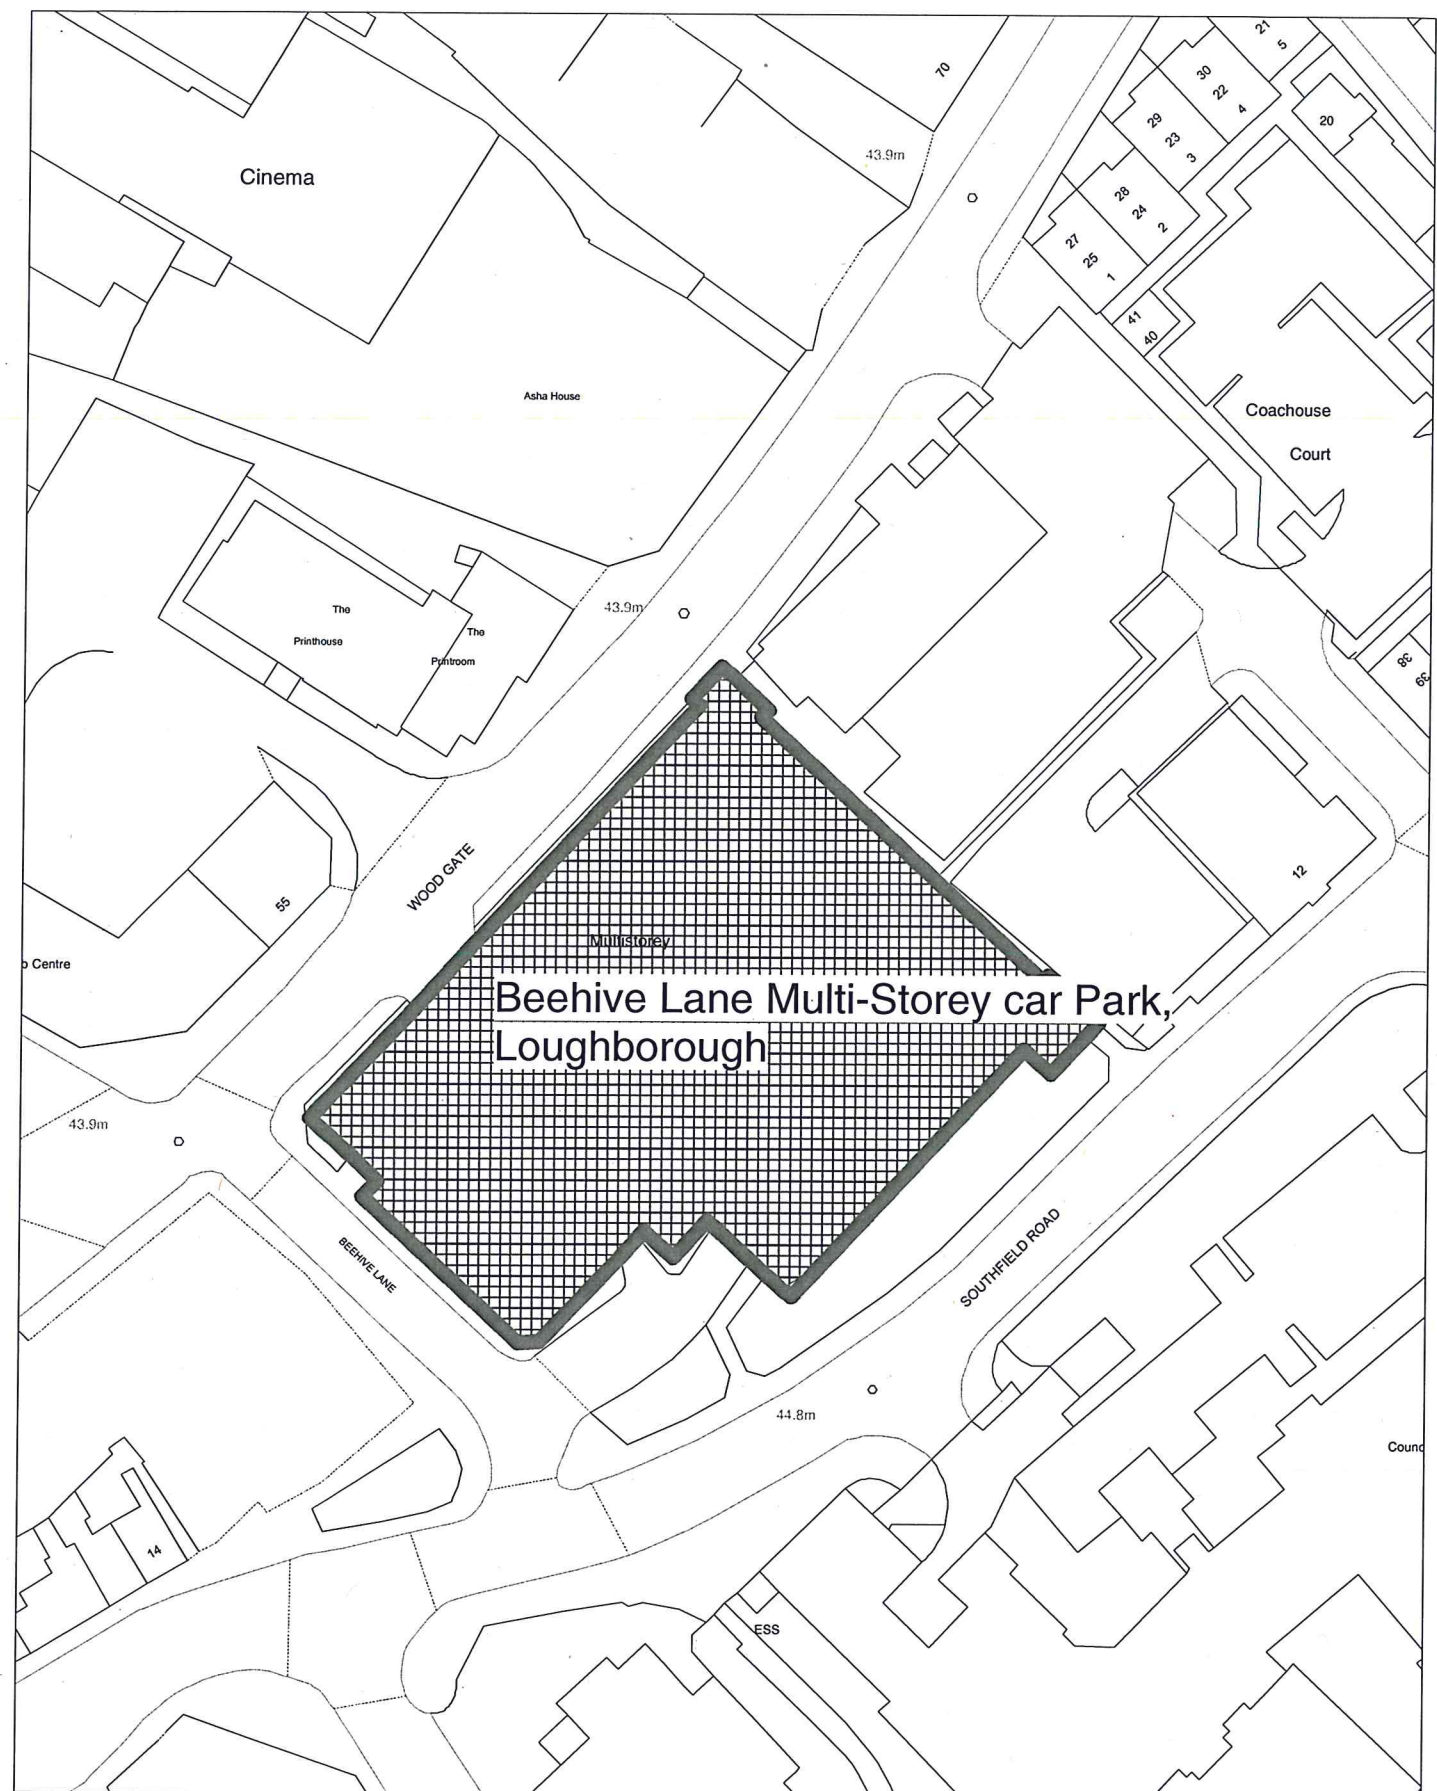 21
5
70
30
22
4
29
23
3
20
43.9m
Cinema
28
24
2
27
25
1
41
40
Asha House
Coachouse
Court
43.9m
The
Printhouse
The
Printroom
38
39
WOOD GATE
12
55
Multistorey
o Centre
Beehive Lane Multi-Storey car Park,
Loughborough
43.9m
BEEHIVE LANE
SOUTHFIELD ROAD
44.8m
Counc
14
ESS